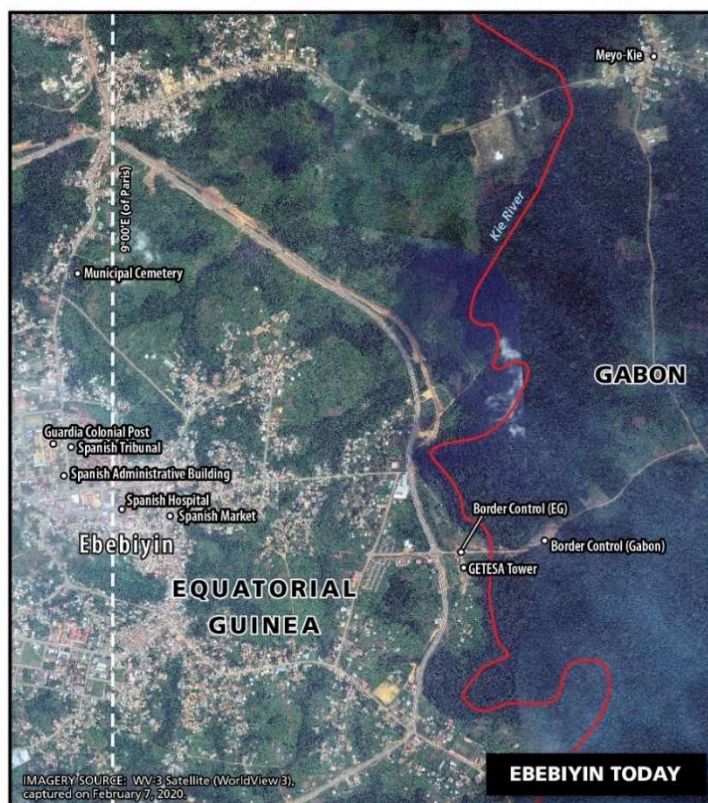 Meyo-Kie
9°00'E (of Paris)
Kie River
Municipal Cemetery
GABON
Guardia Colonial Post
Spanish Tribunal
Spanish Administrative Building
Spanish Hospital
Spanish Market
Border Control (EG)
Ebebiyin
Border Control (Gabon)
GETESA Tower
EQUATORIAL
GUINEA
IMAGERY SOURCE: WV-3 Satellite (WorldView 3),
captured on February 7, 2020.
EBEBIYIN TODAY